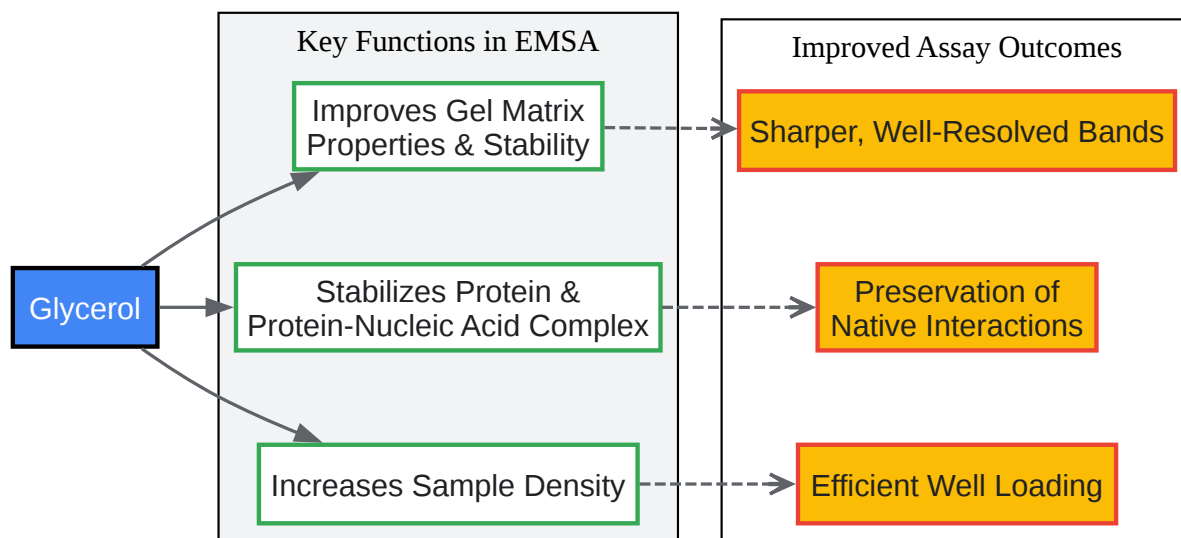 Key Functions in EMSA
Improved Assay Outcomes
Improves Gel Matrix
Properties & Stability
Sharper, Well-Resolved Bands
Glycerol
Stabilizes Protein &
Protein-Nucleic Acid Complex
Preservation of
Native Interactions
Increases Sample Density
Efficient Well Loading